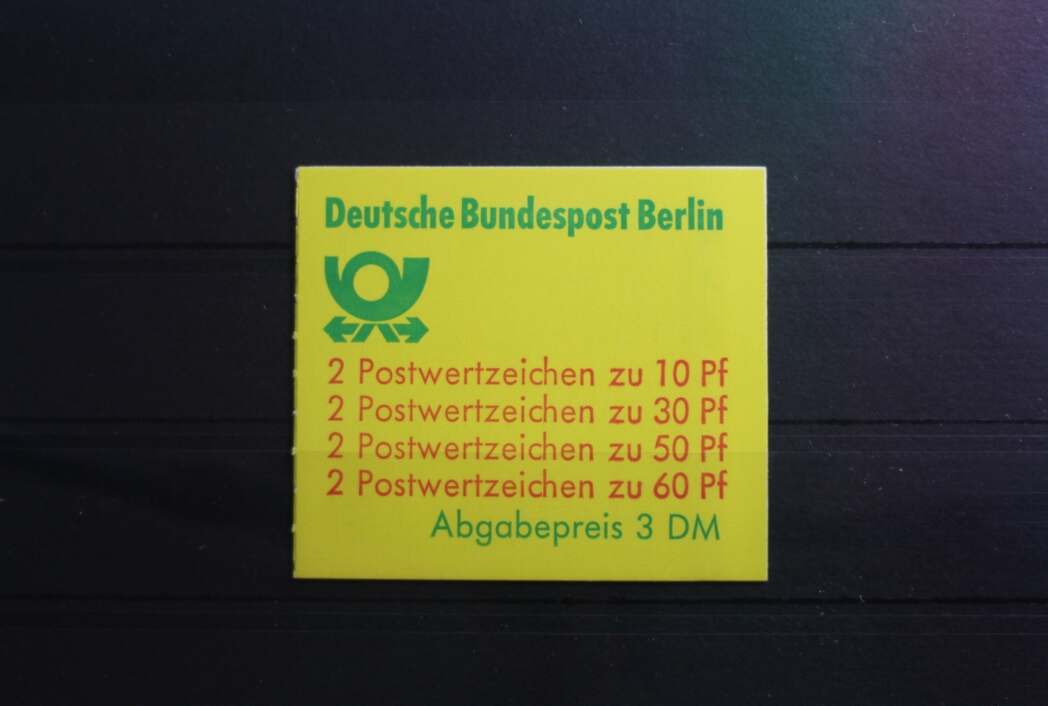 Deutsche Bundespost Berlin
2 Postwertzeichen zu 10 Pf
2 Postwertzeichen zu 30 Pf
2 Postwertzeichen zu 50 Pf
2 Postwertzeichen zu 60 Pf
Abgabepreis 3 DM